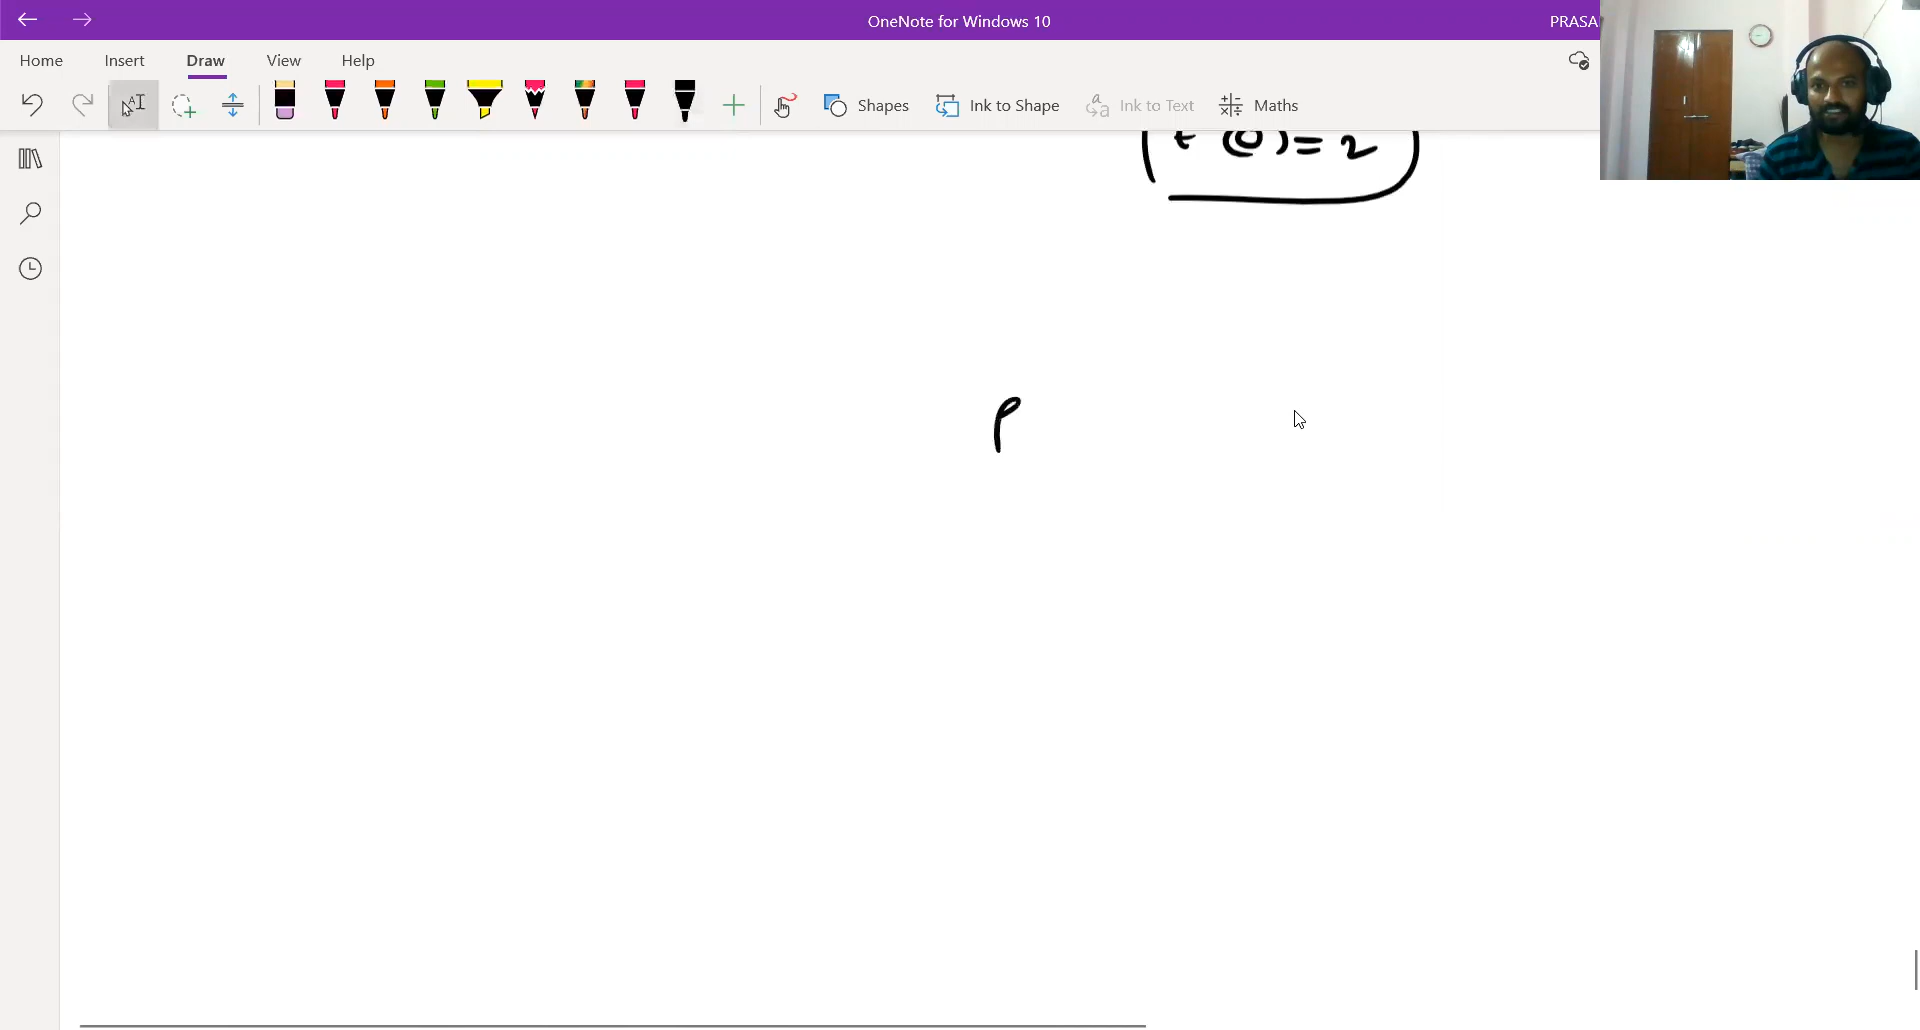 OneNote for Windows 10
PRASA
Home Insert Draw View Help
Shapes Ink to Shape Ink to Text Maths
f (0) = 2
P